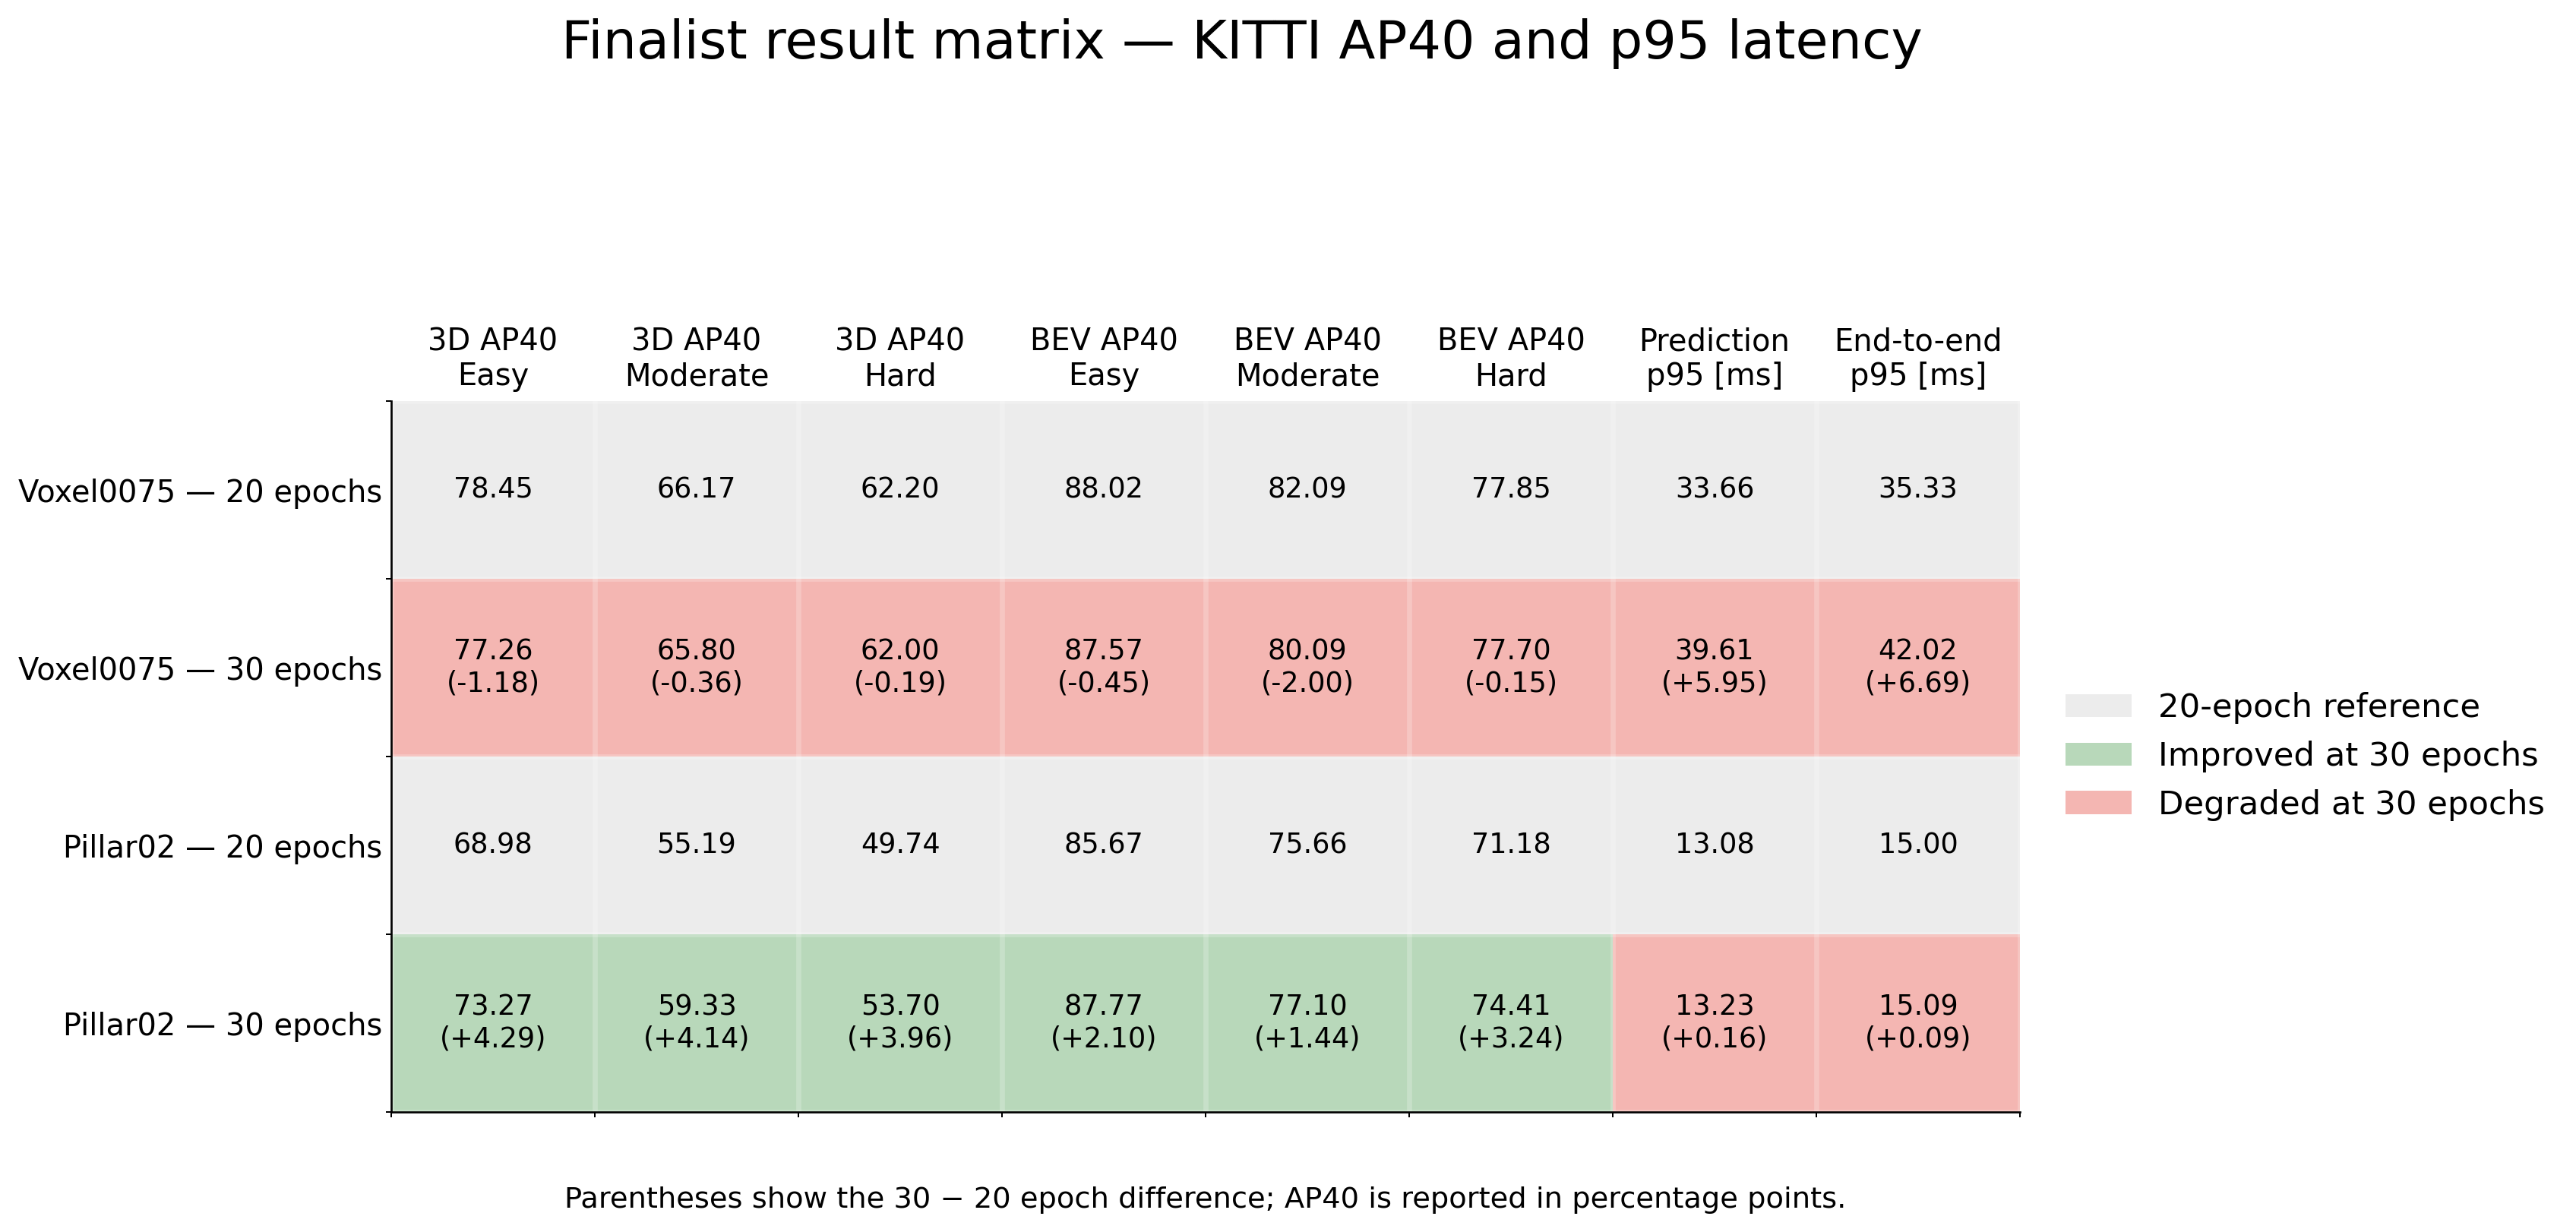 Finalist result matrix — KITTI AP40 and p95 latency
3D AP40 3D AP40 3D AP40 BEV AP40 BEV AP40 BEV AP40 Prediction End-to-end
Easy Moderate Hard Easy Moderate Hard p95 [ms] p95 [ms]
Voxel0075 — 20 epochs 78.45 66.17 62.20 88.02 82.09 77.85 33.66 35.33
Voxel0075 — 30 epochs 77.26 65.80 62.00 87.57 80.09 77.70 39.61 42.02
(-1.18) (-0.36) (-0.19) (-0.45) (-2.00) (-0.15) (+5.95) (+6.69)
Pillar02 — 20 epochs 68.98 55.19 49.74 85.67 75.66 71.18 13.08 15.00
Pillar02 — 30 epochs 73.27 59.33 53.70 87.77 77.10 74.41 13.23 15.09
(+4.29) (+4.14) (+3.96) (+2.10) (+1.44) (+3.24) (+0.16) (+0.09)
20-epoch reference
Improved at 30 epochs
Degraded at 30 epochs
Parentheses show the 30 − 20 epoch difference; AP40 is reported in percentage points.